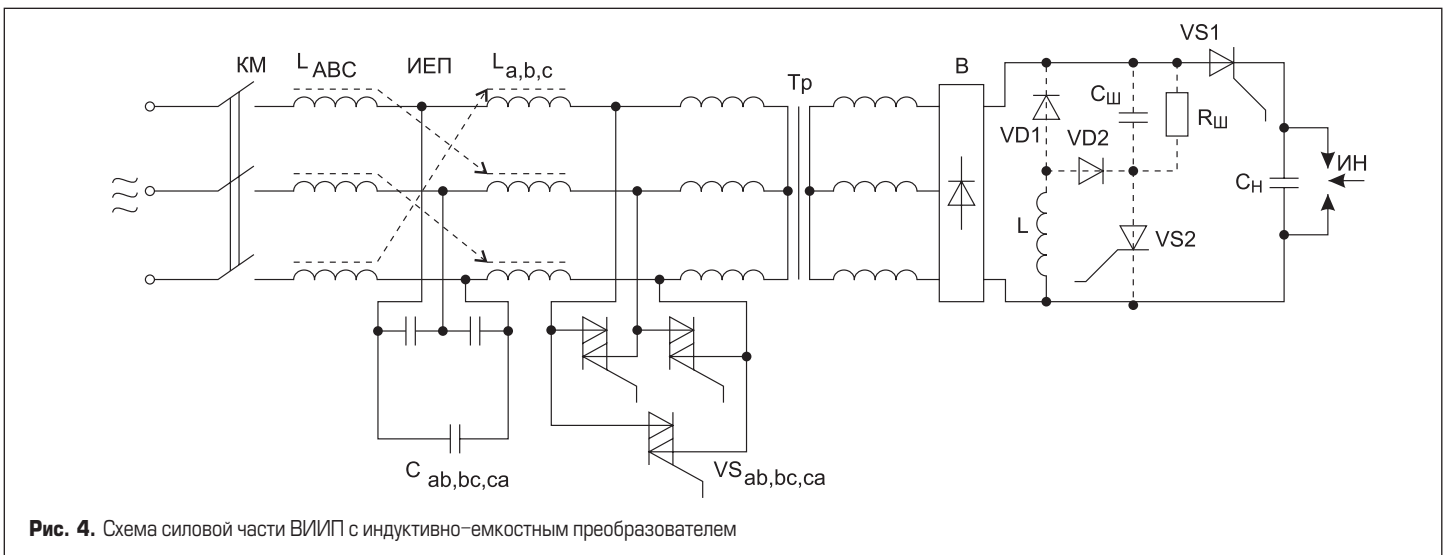 КМ
L ABC
ИЕП
L a,b,c
Тр
В
VD1
VD2
CШ
RШ
VS1
L
VS2
CН
ИН
C ab,bc,ca
VS ab,bc,ca
Рис. 4. Схема силовой части ВИИП с индуктивно-емкостным преобразователем